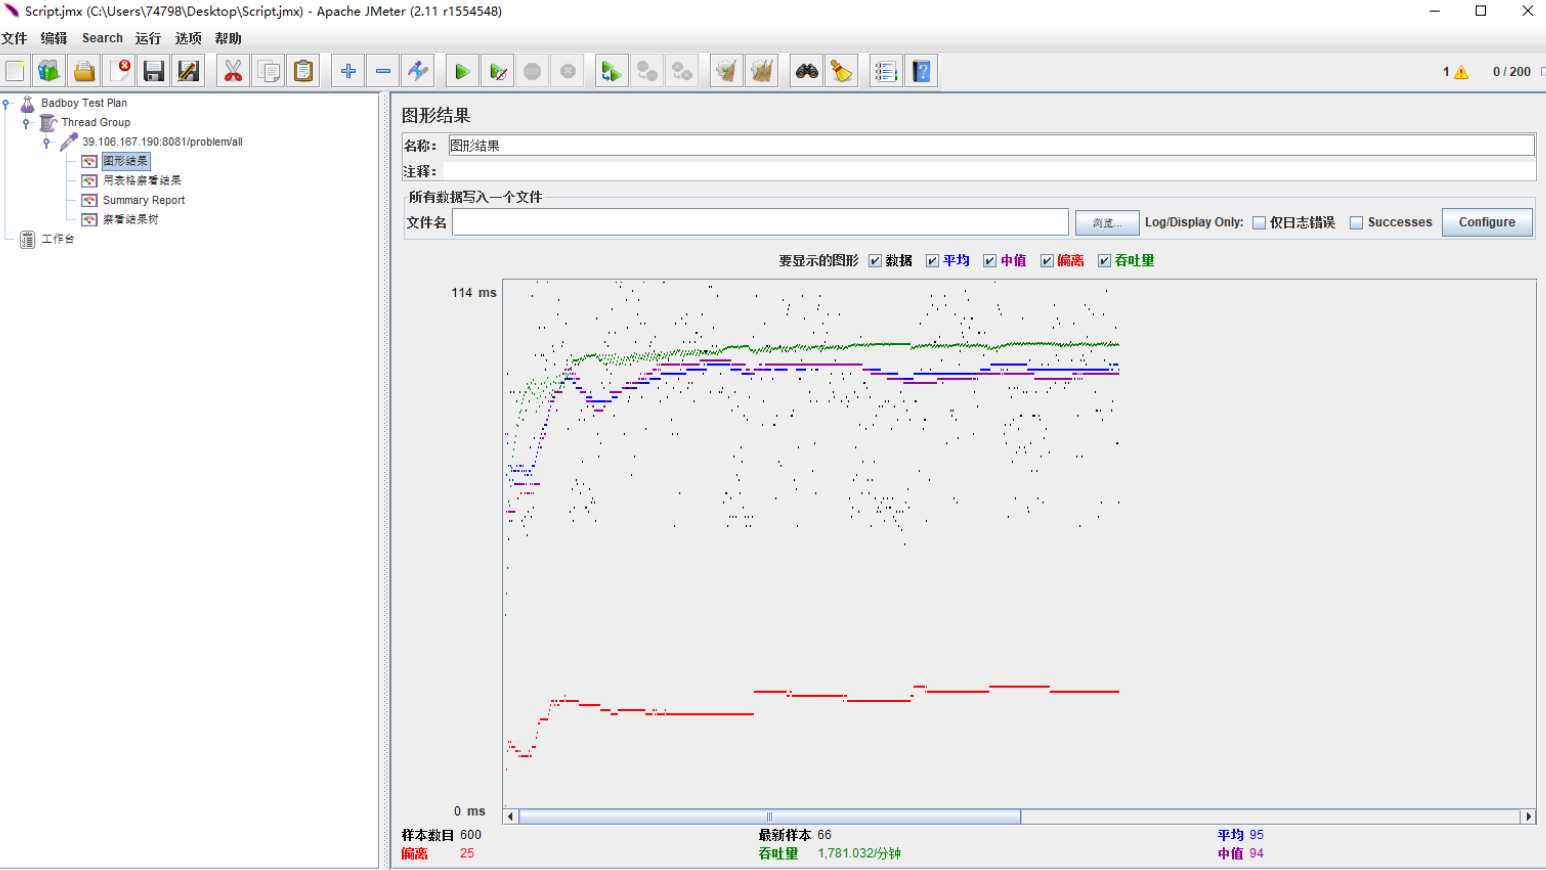 Script.jmx (C:\Users\74798\Desktop\Script.jmx) - Apache JMeter (2.11 r1554548)
文件 编辑 Search 运行 选项 帮助
1 0 / 200
Badboy Test Plan
Thread Group
39.106.167.190:8081/problem/all
图形结果
用表格察看结果
Summary Report
察看结果树
工作台
图形结果
名称： 图形结果
注释：
所有数据写入一个文件
文件名 浏览... Log/Display Only: 仅日志错误 Successes Configure
要显示的图形 数据 平均 中值 偏离 吞吐量
114 ms
0 ms
样本数目 600 最新样本 66 平均 95
偏离 25 吞吐量 1,781.032/分钟 中值 94